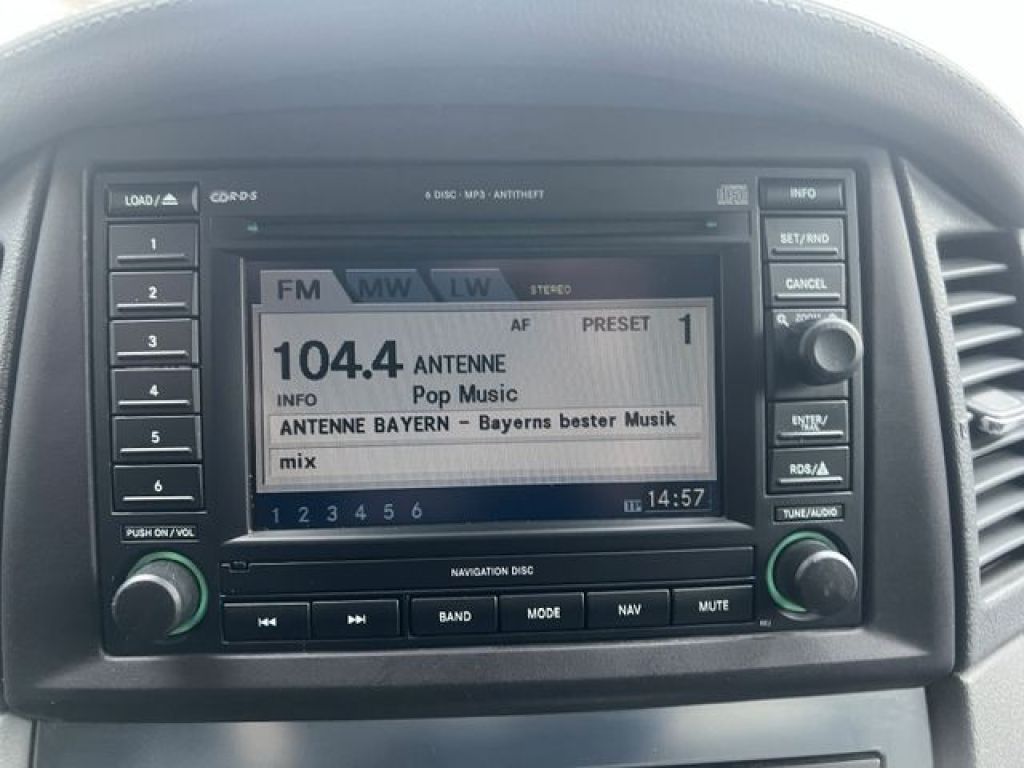 LOAD/
CD R·D·S
6 DISC · MP3 · ANTITHEFT
INFO
1
2
3
4
5
6
FM
MW
LW
STEREO
AF
PRESET
1
104.4
ANTENNE
INFO
Pop Music
ANTENNE BAYERN - Bayerns bester Musik
mix
1 2 3 4 5 6
TP
14:57
SET/RND
CANCEL
ZOOM
ENTER/
RDS/
TUNE/AUDIO
PUSH ON/VOL
NAVIGATION DISC
BAND
MODE
NAV
MUTE